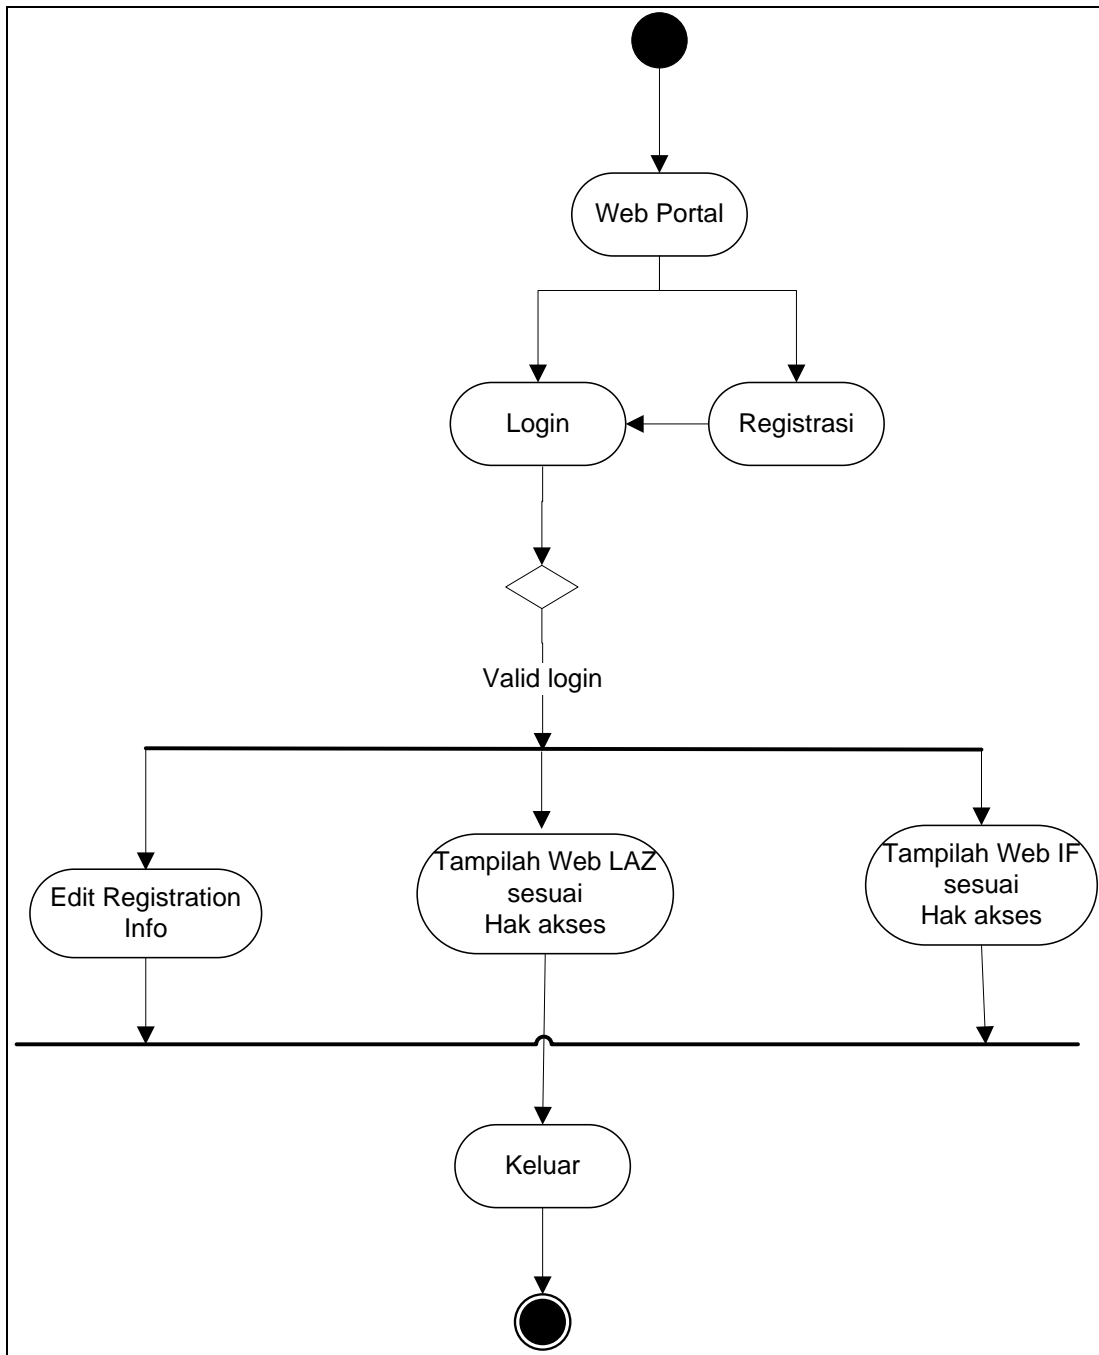 Web Portal
Login
Registrasi
Valid login
Edit Registration
Info
Tampilah Web LAZ
sesuai
Hak akses
Tampilah Web IF
sesuai
Hak akses
Keluar